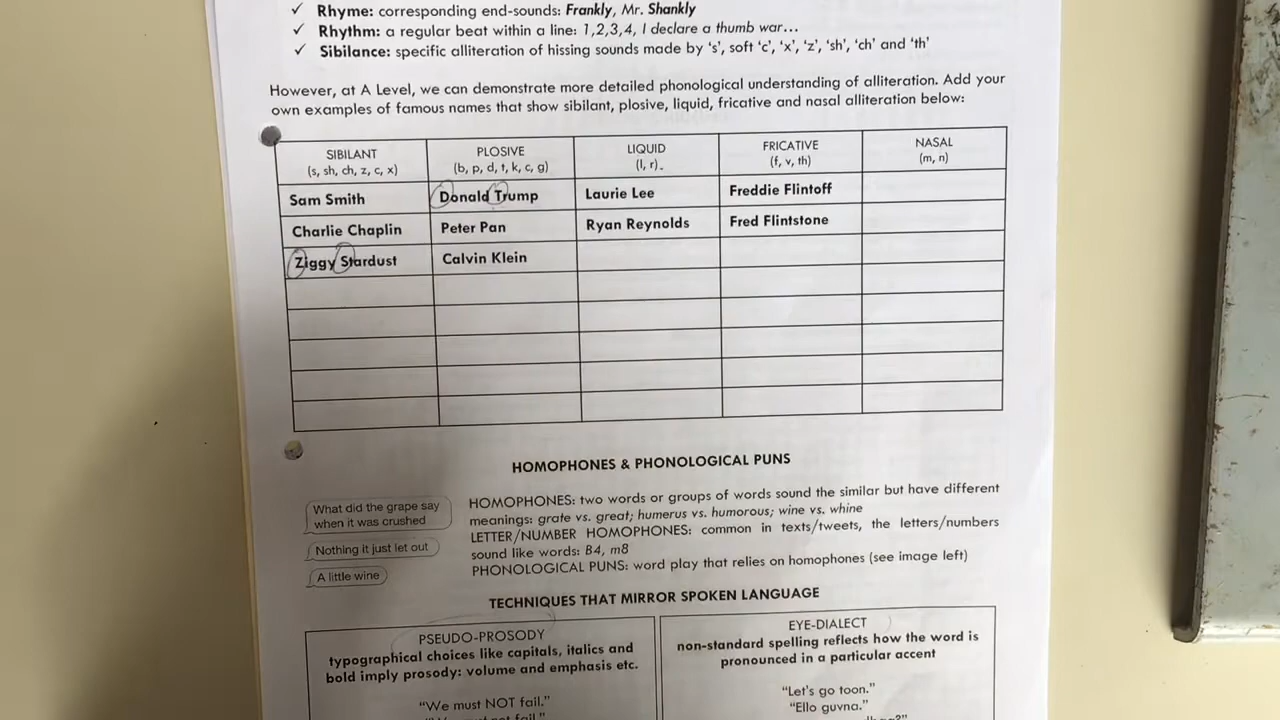 ✓ Rhyme: corresponding end-sounds: Frankly, Mr. Shankly
✓ Rhythm: a regular beat within a line: 1,2,3,4, I declare a thumb war...
✓ Sibilance: specific alliteration of hissing sounds made by 's', soft 'c', 'x', 'z', 'sh', 'ch' and 'th'
However, at A Level, we can demonstrate more detailed phonological understanding of alliteration. Add your
own examples of famous names that show sibilant, plosive, liquid, fricative and nasal alliteration below:
SIBILANT PLOSIVE LIQUID FRICATIVE NASAL
(s, sh, ch, z, c, x) (b, p, d, t, k, c, g) (l, r). (f, v, th) (m, n)
Sam Smith Donald Trump Laurie Lee Freddie Flintoff
Charlie Chaplin Peter Pan Ryan Reynolds Fred Flintstone
Ziggy Stardust Calvin Klein
HOMOPHONES & PHONOLOGICAL PUNS
What did the grape say
when it was crushed
Nothing it just let out
A little wine
HOMOPHONES: two words or groups of words sound the similar but have different
meanings: grate vs. great; humerus vs. humorous; wine vs. whine
LETTER/NUMBER HOMOPHONES: common in texts/tweets, the letters/numbers
sound like words: B4, m8
PHONOLOGICAL PUNS: word play that relies on homophones (see image left)
TECHNIQUES THAT MIRROR SPOKEN LANGUAGE
PSEUDO-PROSODY
typographical choices like capitals, italics and
bold imply prosody: volume and emphasis etc.
"We must NOT fail."
EYE-DIALECT
non-standard spelling reflects how the word is
pronounced in a particular accent
"Let's go toon."
"Ello guvna."